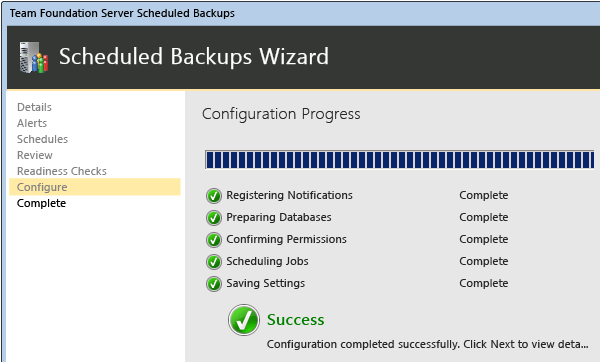 Team Foundation Server Scheduled Backups
Scheduled Backups Wizard
Details
Alerts
Schedules
Review
Readiness Checks
Configure
Complete
Configuration Progress
Registering Notifications Complete
Preparing Databases Complete
Confirming Permissions Complete
Scheduling Jobs Complete
Saving Settings Complete
Success
Configuration completed successfully. Click Next to view deta...